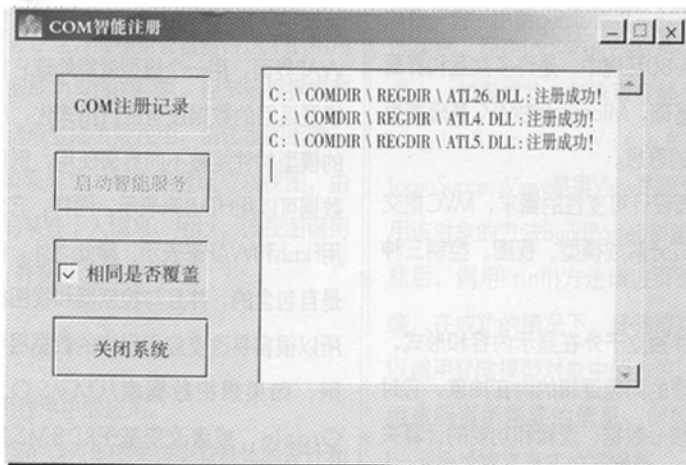 COM智能注册
COM注册记录
启动智能服务
相同是否覆盖
关闭系统
C:\COMDIR\REGDIR\ATL26.DLL:注册成功!
C:\COMDIR\REGDIR\ATL4.DLL:注册成功!
C:\COMDIR\REGDIR\ATL5.DLL:注册成功!